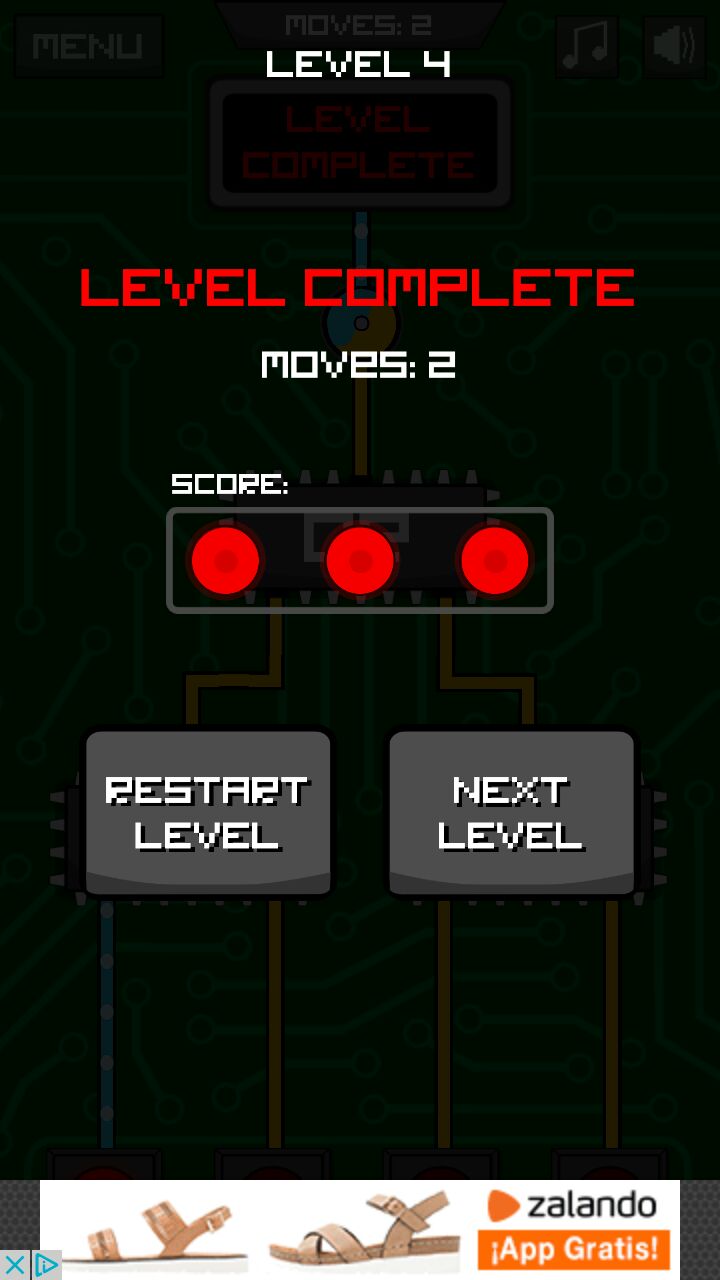 MOVES: 2
MENU
LEVEL 4
LEVEL
COMPLETE
LEVEL COMPLETE
MOVES: 2
SCORE:
RESTART
LEVEL
NEXT
LEVEL
zalando
¡App Gratis!